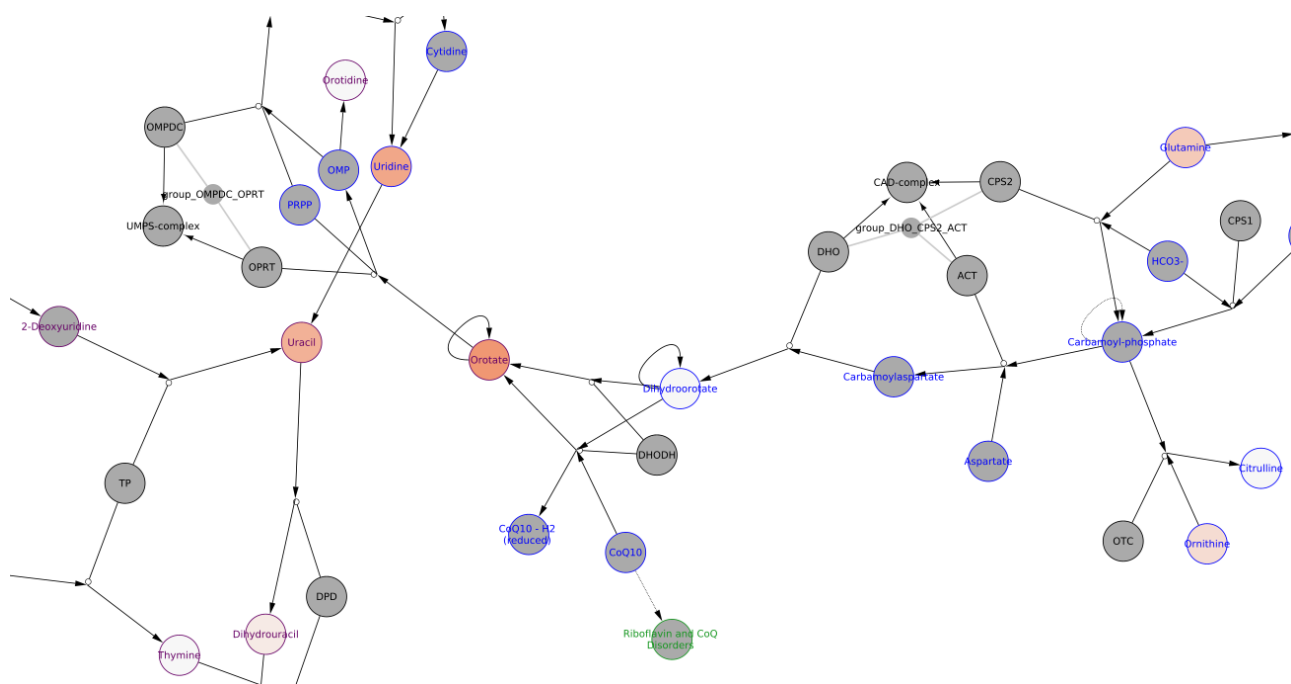 Cytidine
Orotidine
OMPDC
Glutamine
OMP
Uridine
CAD-complex
CPS2
group_OMPDC_OPRT
PRPP
UMPS-complex
group_DHO_CPS2_ACT
CPS1
DHO
OPRT
HCO3-
ACT
2-Deoxyuridine
Uracil
Carbamoyl-phosphate
Orotate
Carbamoylaspartate
Dihydroorotate
DHODH
Aspartate
Citrulline
TP
CoQ10 - H2
(reduced)
CoQ10
OTC
Ornithine
DPD
Dihydrouracil
Riboflavin and CoQ
Disorders
Thymine